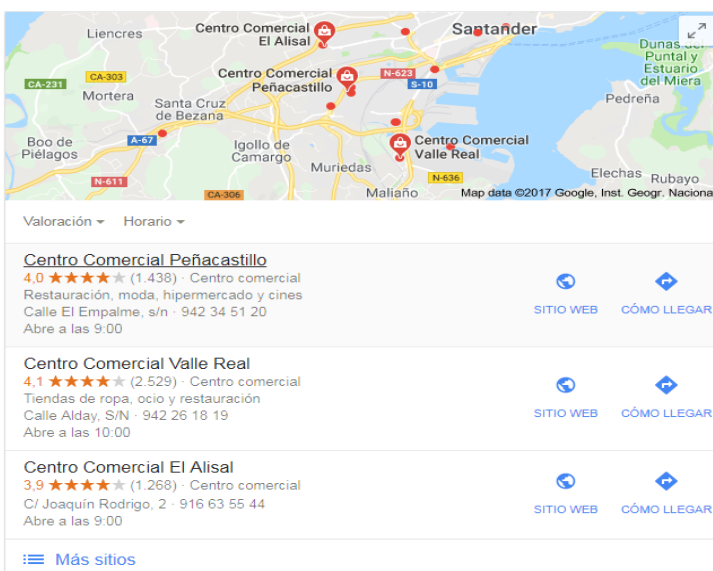 Liencres
Centro Comercial
El Alisal
Santander
Dunas del
Puntal y
Estuario
del Miera
CA-231
CA-303
Mortera
Centro Comercial
Peñacastillo
N-623
S-10
Santa Cruz
de Bezana
Pedreña
Boo de
Piélagos
A-67
Igollo de
Camargo
Centro Comercial
Valle Real
Muriedas
N-611
CA-306
N-636
Maliaño
Elechas
Rubayo
Map data ©2017 Google, Inst. Geogr. Naciona
Valoración Horario
Centro Comercial Peñacastillo
4,0 ★★★★★ (1.438) · Centro comercial
Restauración, moda, hipermercado y cines
Calle El Empalme, s/n · 942 34 51 20
Abre a las 9:00
SITIO WEB CÓMO LLEGAR
Centro Comercial Valle Real
4,1 ★★★★★ (2.529) · Centro comercial
Tiendas de ropa, ocio y restauración
Calle Alday, S/N · 942 26 18 19
Abre a las 10:00
SITIO WEB CÓMO LLEGAR
Centro Comercial El Alisal
3,9 ★★★★★ (1.268) · Centro comercial
C/ Joaquín Rodrigo, 2 · 916 63 55 44
Abre a las 9:00
SITIO WEB CÓMO LLEGAR
Más sitios